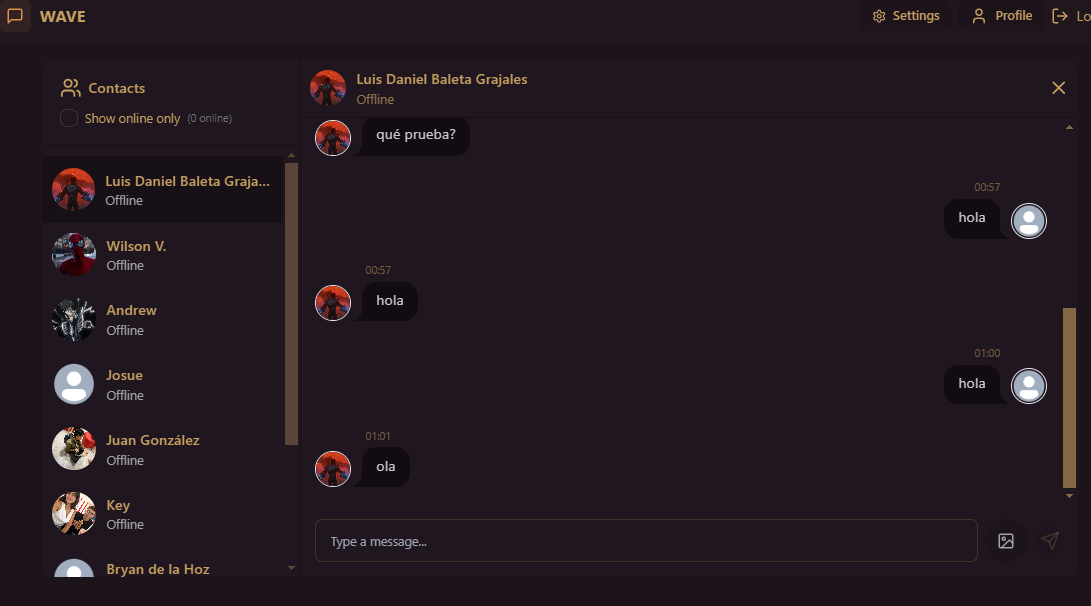 WAVE
Settings
Profile
Lo
Contacts
Show online only (0 online)
Luis Daniel Baleta Graja...
Offline
Wilson V.
Offline
Andrew
Offline
Josue
Offline
Juan González
Offline
Key
Offline
Bryan de la Hoz
Luis Daniel Baleta Grajales
Offline
qué prueba?
00:57
hola
00:57
hola
01:00
hola
01:01
ola
Type a message...